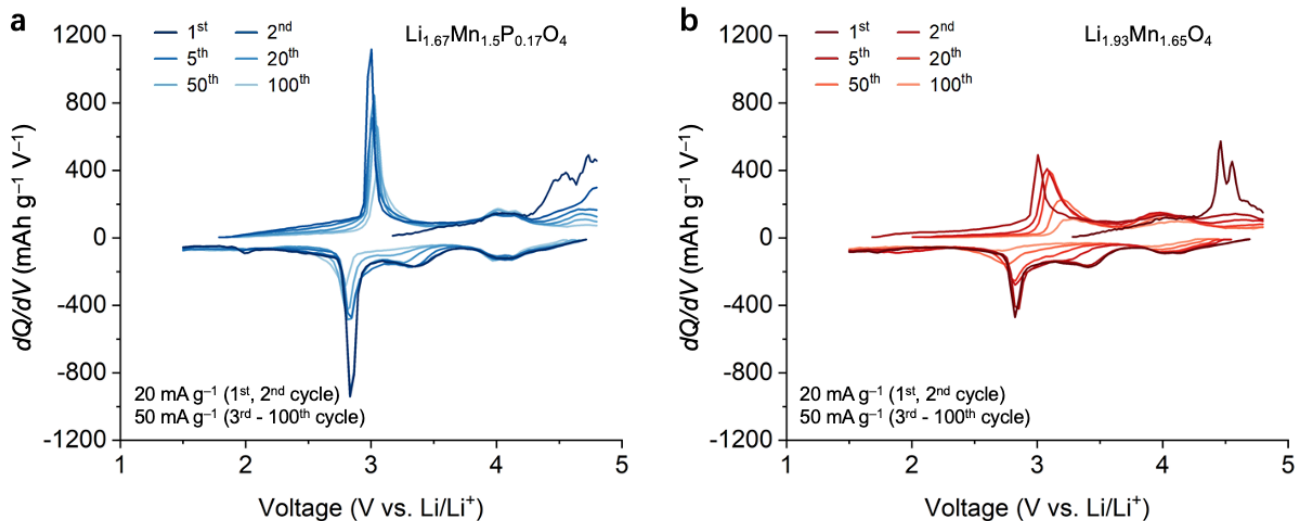 a
1st 2nd
5th 20th
50th 100th
Li1.67Mn1.5P0.17O4
1200
800
400
0
-400
-800
-1200
dQ/dV (mAh g−1 V−1)
20 mA g−1 (1st, 2nd cycle)
50 mA g−1 (3rd - 100th cycle)
1 2 3 4 5
Voltage (V vs. Li/Li+)
b
1st 2nd
5th 20th
50th 100th
Li1.93Mn1.65O4
1200
800
400
0
-400
-800
-1200
dQ/dV (mAh g−1 V−1)
20 mA g−1 (1st, 2nd cycle)
50 mA g−1 (3rd - 100th cycle)
1 2 3 4 5
Voltage (V vs. Li/Li+)